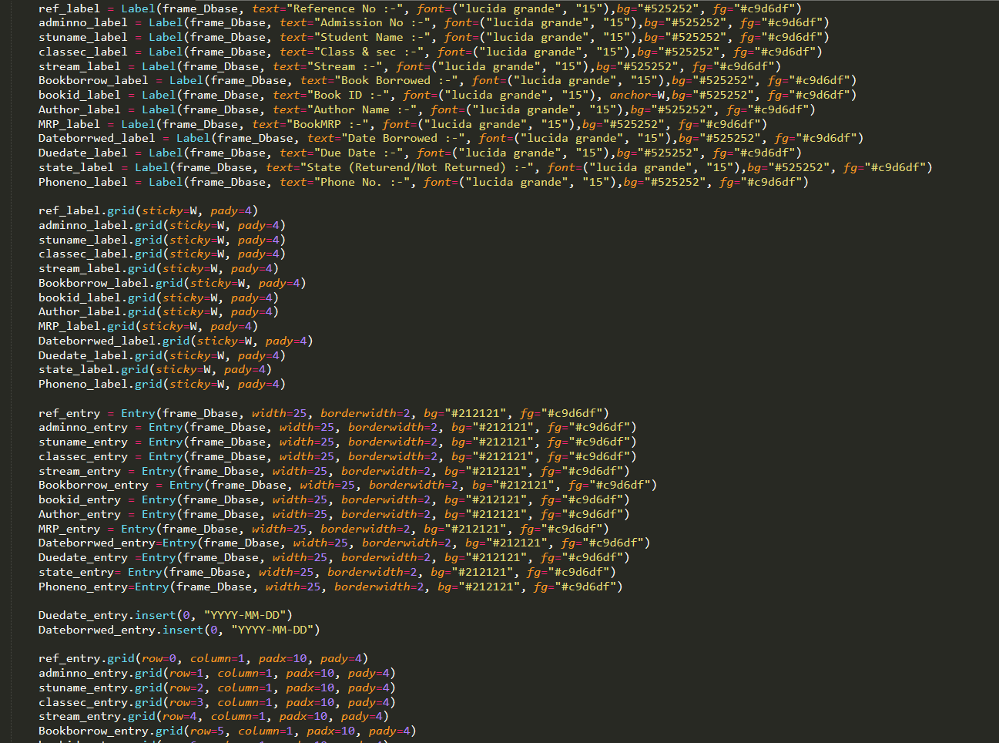 ref_label = Label(frame_Dbase, text="Reference No :-", font=("lucida grande", "15"),bg="#525252", fg="#c9d6df")
adminno_label = Label(frame_Dbase, text="Admission No :-", font=("lucida grande", "15"),bg="#525252", fg="#c9d6df")
stuname_label = Label(frame_Dbase, text="Student Name :-", font=("lucida grande", "15"),bg="#525252", fg="#c9d6df")
classec_label = Label(frame_Dbase, text="Class & sec :-", font=("lucida grande", "15"),bg="#525252", fg="#c9d6df")
stream_label = Label(frame_Dbase, text="Stream :-", font=("lucida grande", "15"),bg="#525252", fg="#c9d6df")
Bookborrow_label = Label(frame_Dbase, text="Book Borrowed :-", font=("lucida grande", "15"),bg="#525252", fg="#c9d6df")
bookid_label = Label(frame_Dbase, text="Book ID :-", font=("lucida grande", "15"), anchor=W,bg="#525252", fg="#c9d6df")
Author_label = Label(frame_Dbase, text="Author Name :-", font=("lucida grande", "15"),bg="#525252", fg="#c9d6df")
MRP_label = Label(frame_Dbase, text="BookMRP :-", font=("lucida grande", "15"),bg="#525252", fg="#c9d6df")
Dateborrwed_label = Label(frame_Dbase, text="Date Borrowed :-", font=("lucida grande", "15"),bg="#525252", fg="#c9d6df")
Duedate_label = Label(frame_Dbase, text="Due Date :-", font=("lucida grande", "15"),bg="#525252", fg="#c9d6df")
state_label = Label(frame_Dbase, text="State (Returend/Not Returned) :-", font=("lucida grande", "15"),bg="#525252", fg="#c9d6df")
Phoneno_label = Label(frame_Dbase, text="Phone No. :-", font=("lucida grande", "15"),bg="#525252", fg="#c9d6df")
ref_label.grid(sticky=W, pady=4)
adminno_label.grid(sticky=W, pady=4)
stuname_label.grid(sticky=W, pady=4)
classec_label.grid(sticky=W, pady=4)
stream_label.grid(sticky=W, pady=4)
Bookborrow_label.grid(sticky=W, pady=4)
bookid_label.grid(sticky=W, pady=4)
Author_label.grid(sticky=W, pady=4)
MRP_label.grid(sticky=W, pady=4)
Dateborrwed_label.grid(sticky=W, pady=4)
Duedate_label.grid(sticky=W, pady=4)
state_label.grid(sticky=W, pady=4)
Phoneno_label.grid(sticky=W, pady=4)
ref_entry = Entry(frame_Dbase, width=25, borderwidth=2, bg="#212121", fg="#c9d6df")
adminno_entry = Entry(frame_Dbase, width=25, borderwidth=2, bg="#212121", fg="#c9d6df")
stuname_entry = Entry(frame_Dbase, width=25, borderwidth=2, bg="#212121", fg="#c9d6df")
classec_entry = Entry(frame_Dbase, width=25, borderwidth=2, bg="#212121", fg="#c9d6df")
stream_entry = Entry(frame_Dbase, width=25, borderwidth=2, bg="#212121", fg="#c9d6df")
Bookborrow_entry = Entry(frame_Dbase, width=25, borderwidth=2, bg="#212121", fg="#c9d6df")
bookid_entry = Entry(frame_Dbase, width=25, borderwidth=2, bg="#212121", fg="#c9d6df")
Author_entry = Entry(frame_Dbase, width=25, borderwidth=2, bg="#212121", fg="#c9d6df")
MRP_entry = Entry(frame_Dbase, width=25, borderwidth=2, bg="#212121", fg="#c9d6df")
Dateborrwed_entry=Entry(frame_Dbase, width=25, borderwidth=2, bg="#212121", fg="#c9d6df")
Duedate_entry =Entry(frame_Dbase, width=25, borderwidth=2, bg="#212121", fg="#c9d6df")
state_entry= Entry(frame_Dbase, width=25, borderwidth=2, bg="#212121", fg="#c9d6df")
Phoneno_entry=Entry(frame_Dbase, width=25, borderwidth=2, bg="#212121", fg="#c9d6df")
Duedate_entry.insert(0, "YYYY-MM-DD")
Dateborrwed_entry.insert(0, "YYYY-MM-DD")
ref_entry.grid(row=0, column=1, padx=10, pady=4)
adminno_entry.grid(row=1, column=1, padx=10, pady=4)
stuname_entry.grid(row=2, column=1, padx=10, pady=4)
classec_entry.grid(row=3, column=1, padx=10, pady=4)
stream_entry.grid(row=4, column=1, padx=10, pady=4)
Bookborrow_entry.grid(row=5, column=1, padx=10, pady=4)